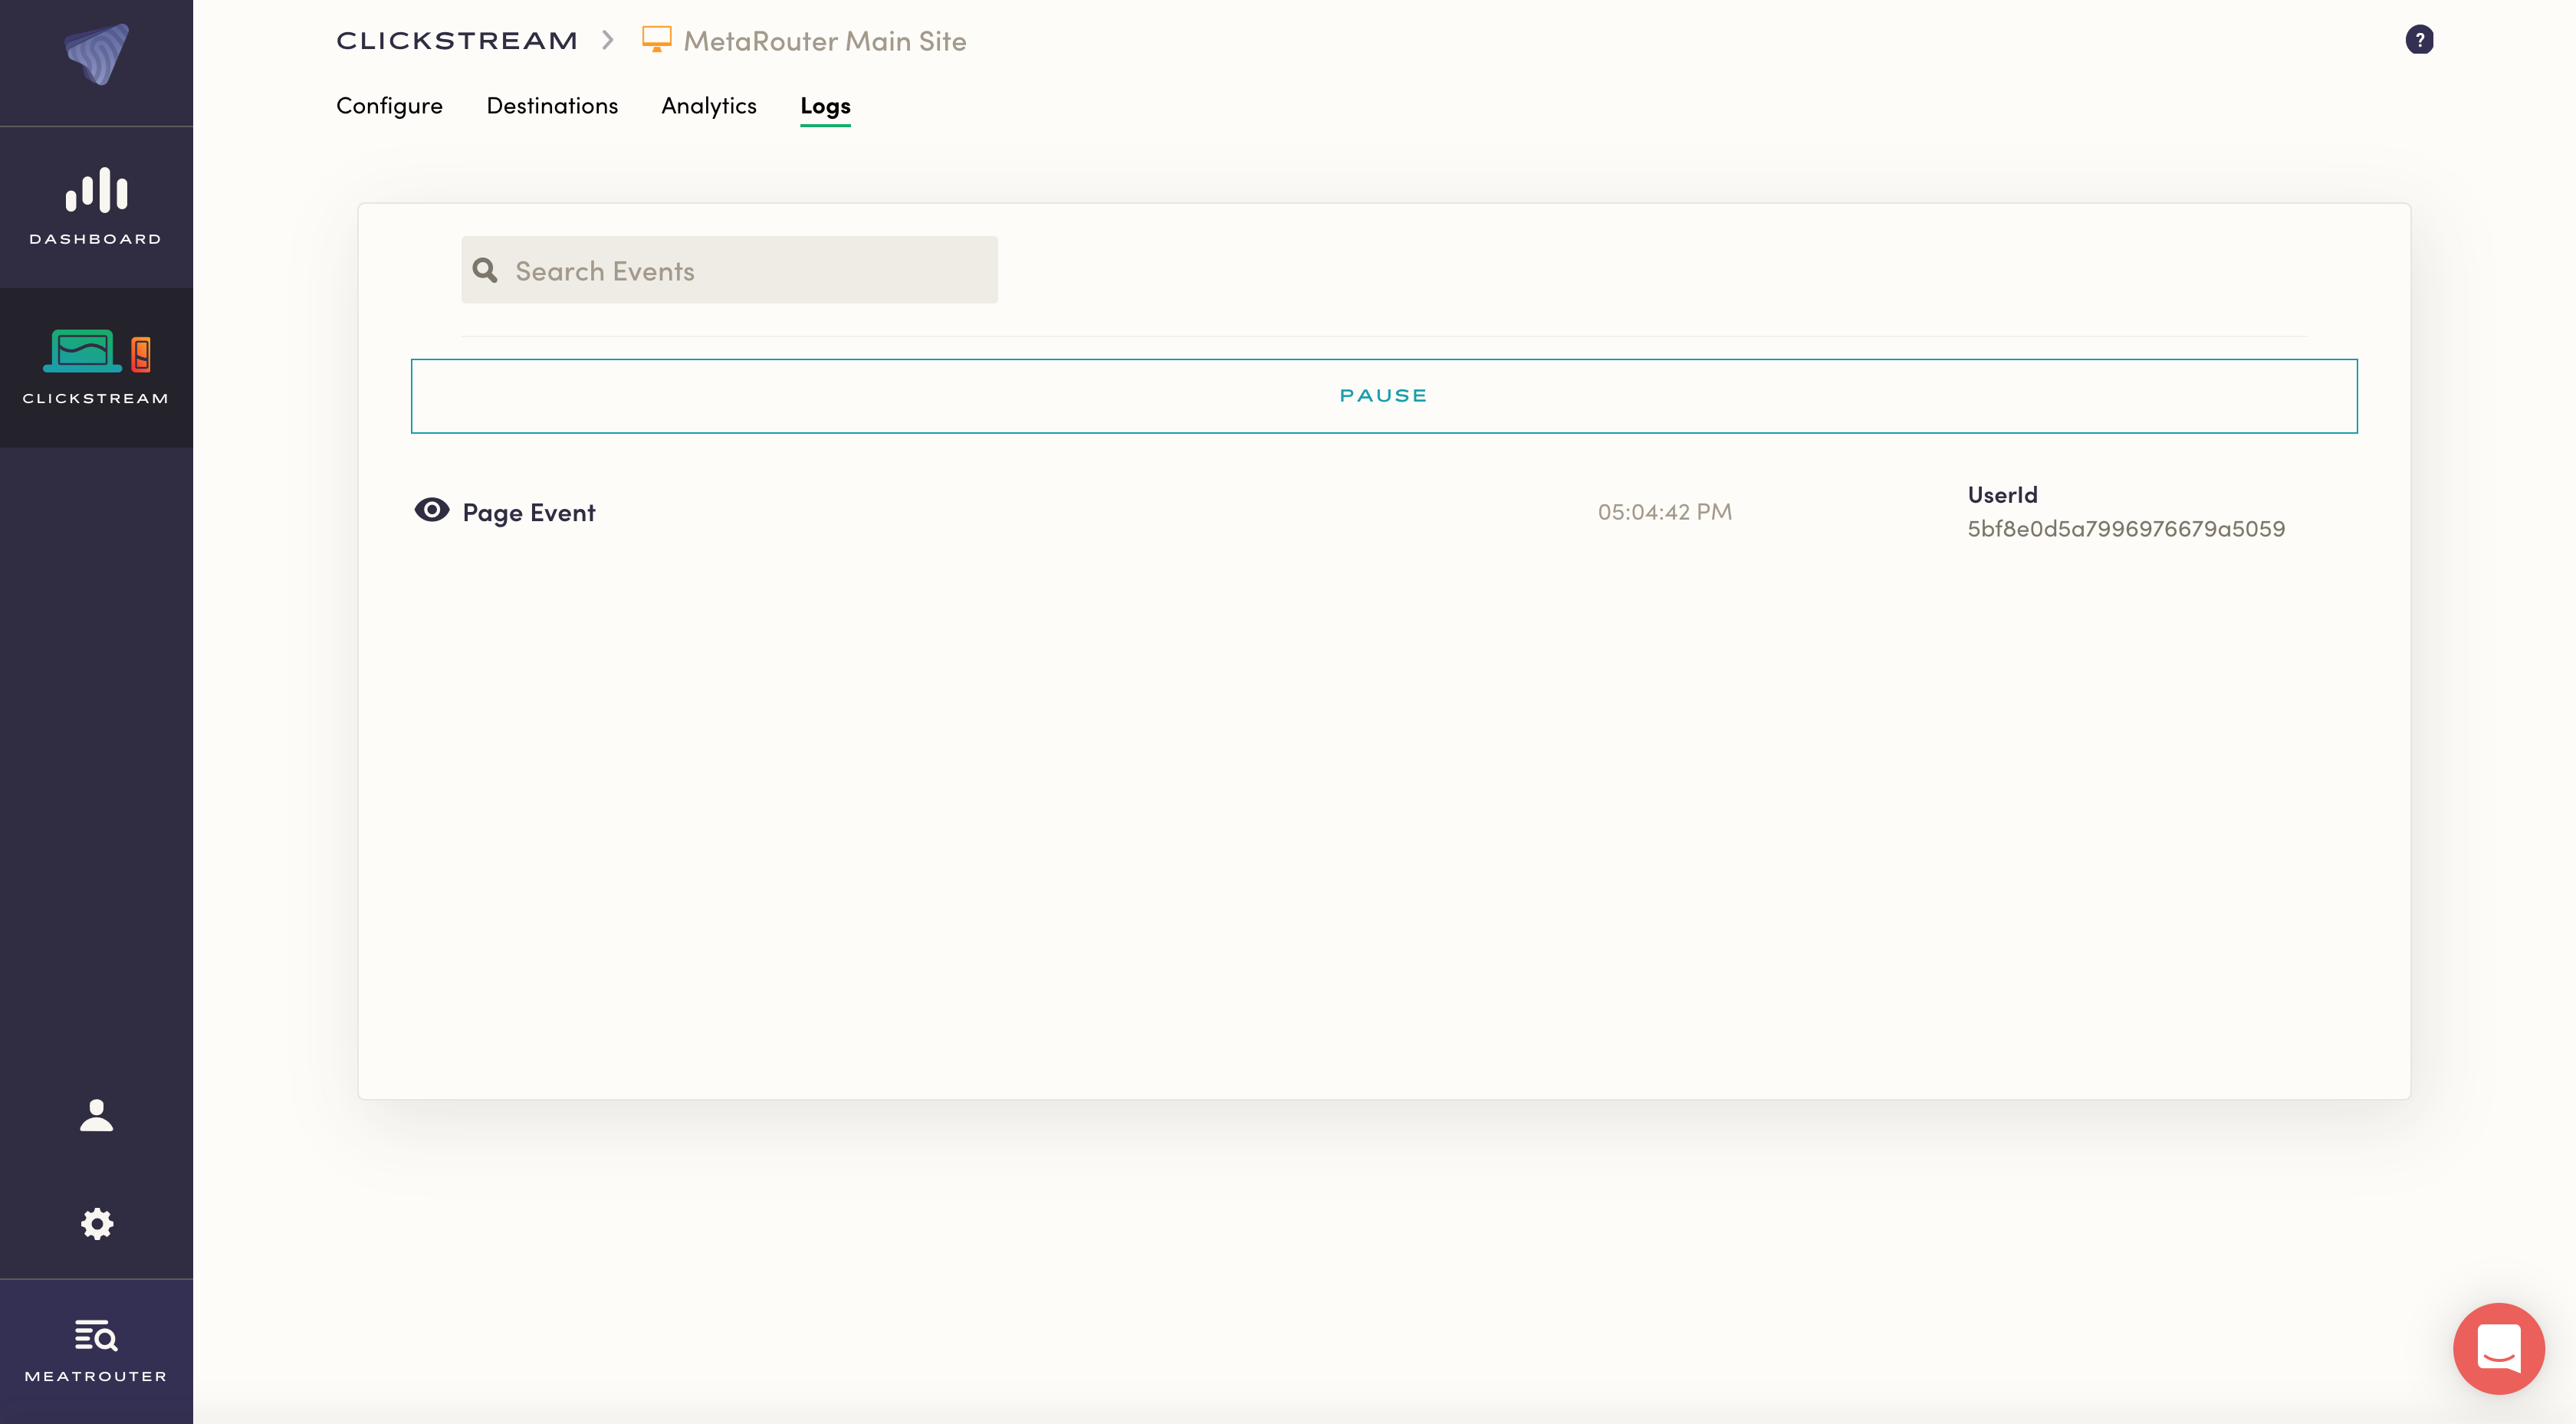 CLICKSTREAM > MetaRouter Main Site
?
Configure Destinations Analytics Logs
DASHBOARD
CLICKSTREAM
Search Events
PAUSE
Page Event
05:04:42 PM
UserId
5bf8e0d5a7996976679a5059
MEATROUTER